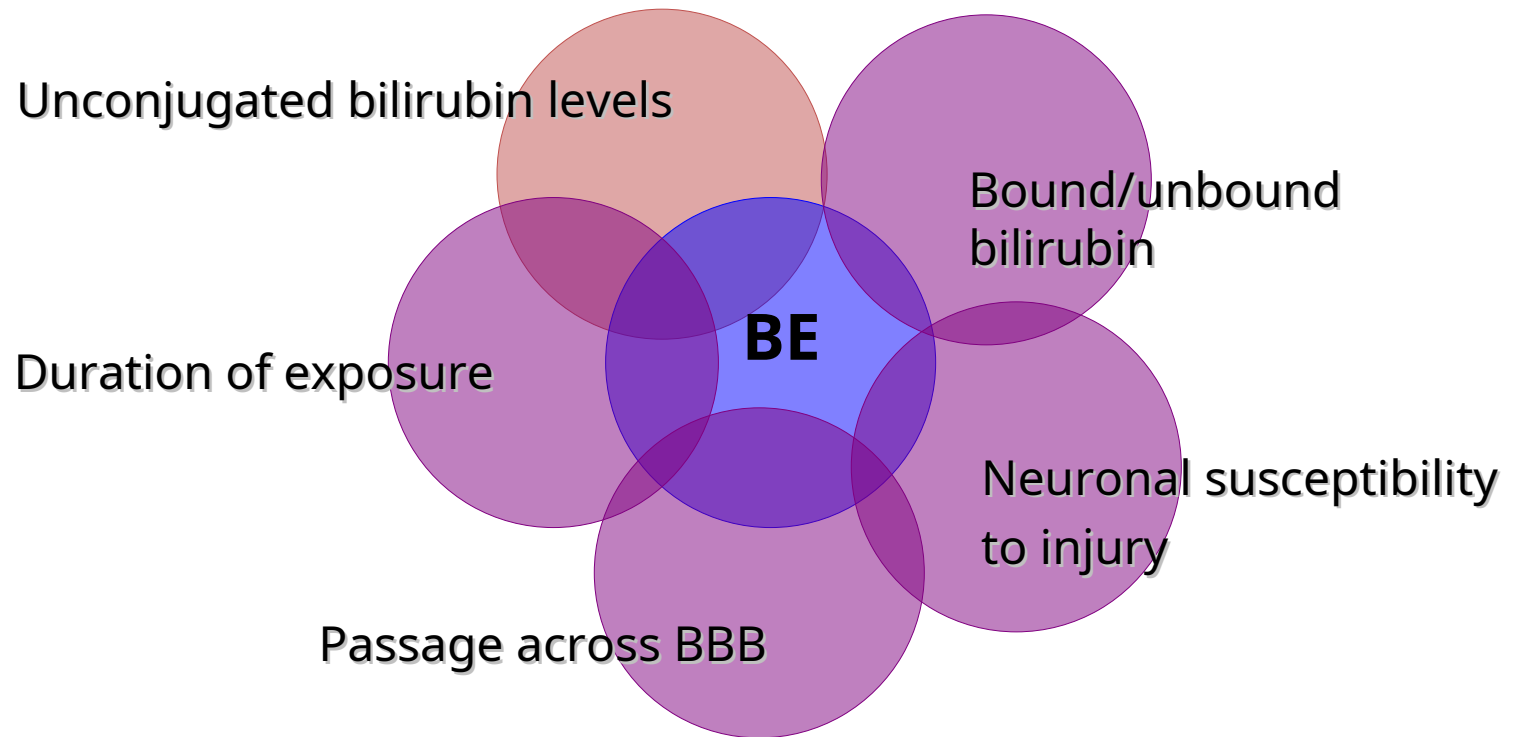 Unconjugated bilirubin levels
Bound/unbound
bilirubin
BE
Duration of exposure
Neuronal susceptibility
to injury
Passage across BBB